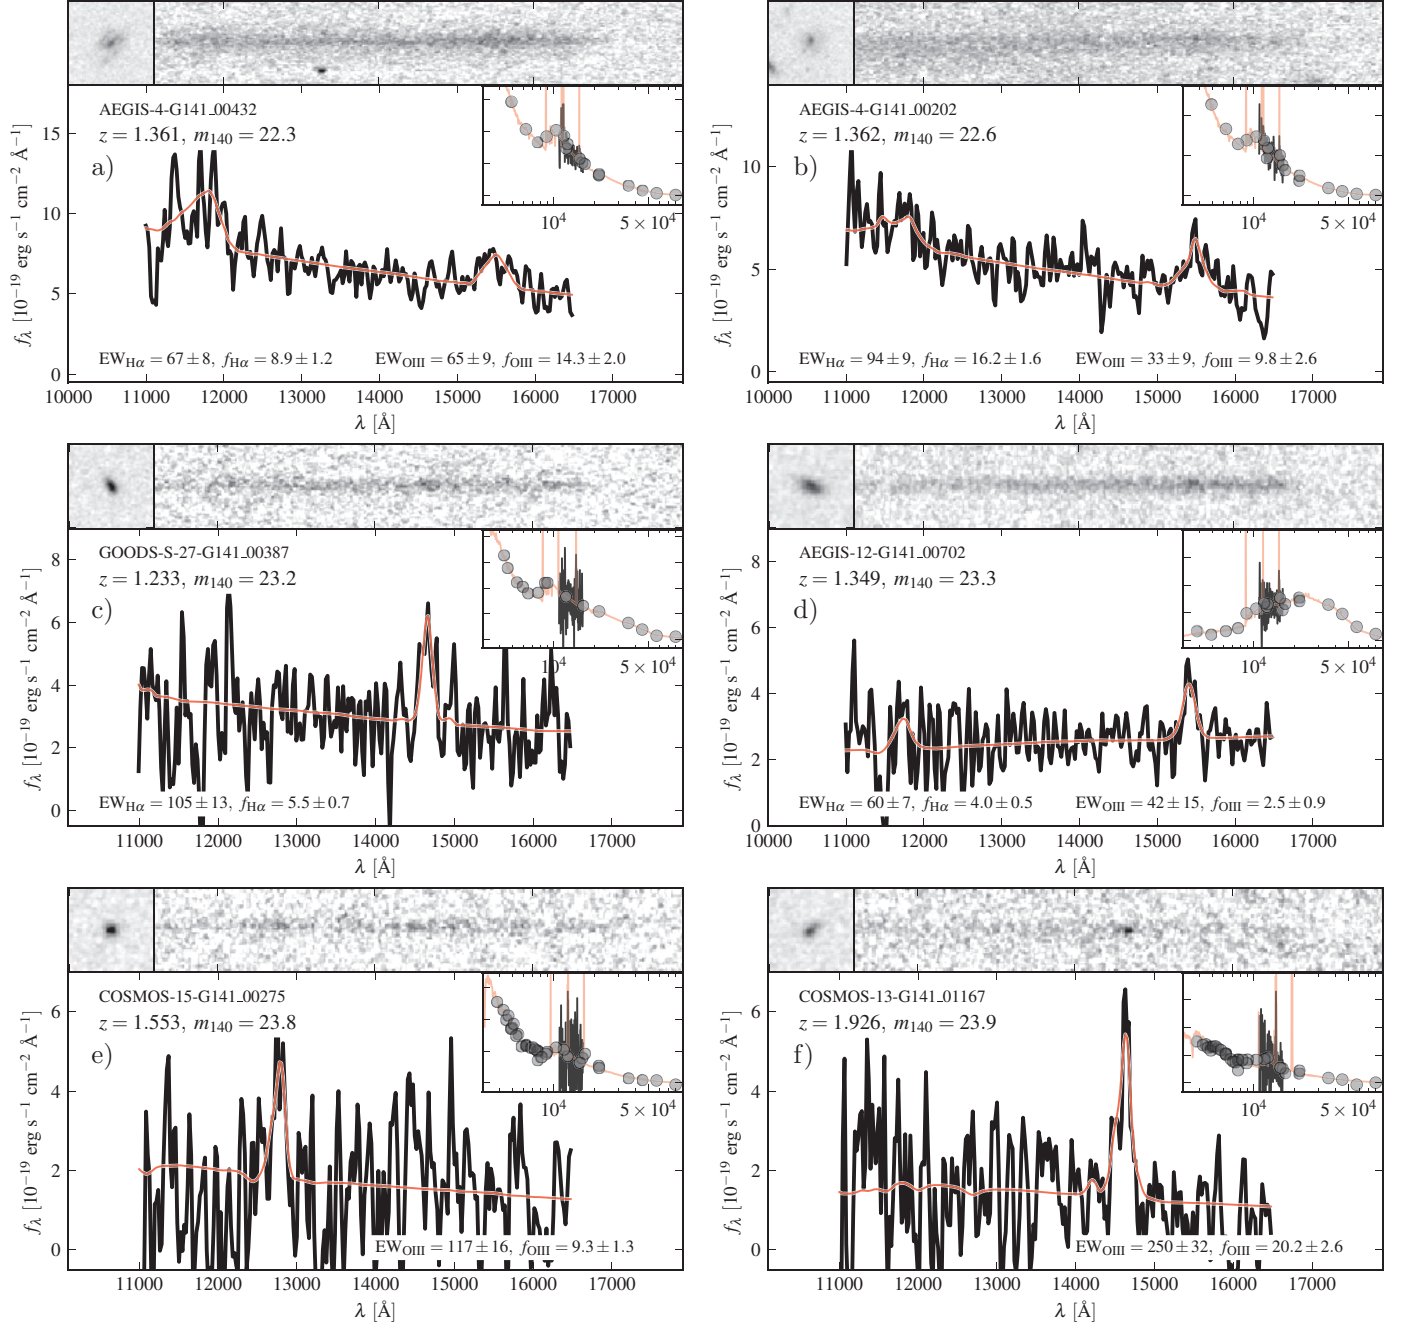 AEGIS-4-G141_00432
z = 1.361, m140 = 22.3
a)
15
10
5
0
fλ [10−19 erg s−1 cm−2 Å−1]
10^4 5 × 10^4
EWHα = 67 ± 8, fHα = 8.9 ± 1.2 EWOIII = 65 ± 9, fOIII = 14.3 ± 2.0
10000 11000 12000 13000 14000 15000 16000 17000
λ [Å]
AEGIS-4-G141_00202
z = 1.362, m140 = 22.6
b)
10
5
0
fλ [10−19 erg s−1 cm−2 Å−1]
10^4 5 × 10^4
EWHα = 94 ± 9, fHα = 16.2 ± 1.6 EWOIII = 33 ± 9, fOIII = 9.8 ± 2.6
10000 11000 12000 13000 14000 15000 16000 17000
λ [Å]
GOODS-S-27-G141_00387
z = 1.233, m140 = 23.2
c)
8
6
4
2
0
fλ [10−19 erg s−1 cm−2 Å−1]
10^4 5 × 10^4
EWHα = 105 ± 13, fHα = 5.5 ± 0.7
11000 12000 13000 14000 15000 16000 17000
λ [Å]
AEGIS-12-G141_00702
z = 1.349, m140 = 23.3
d)
8
6
4
2
0
fλ [10−19 erg s−1 cm−2 Å−1]
10^4 5 × 10^4
EWHα = 60 ± 7, fHα = 4.0 ± 0.5 EWOIII = 42 ± 15, fOIII = 2.5 ± 0.9
10000 11000 12000 13000 14000 15000 16000 17000
λ [Å]
COSMOS-15-G141_00275
z = 1.553, m140 = 23.8
e)
6
4
2
0
fλ [10−19 erg s−1 cm−2 Å−1]
10^4 5 × 10^4
EWOIII = 117 ± 16, fOIII = 9.3 ± 1.3
11000 12000 13000 14000 15000 16000 17000
λ [Å]
COSMOS-13-G141_01167
z = 1.926, m140 = 23.9
f)
6
4
2
0
fλ [10−19 erg s−1 cm−2 Å−1]
10^4 5 × 10^4
EWOIII = 250 ± 32, fOIII = 20.2 ± 2.6
11000 12000 13000 14000 15000 16000 17000
λ [Å]